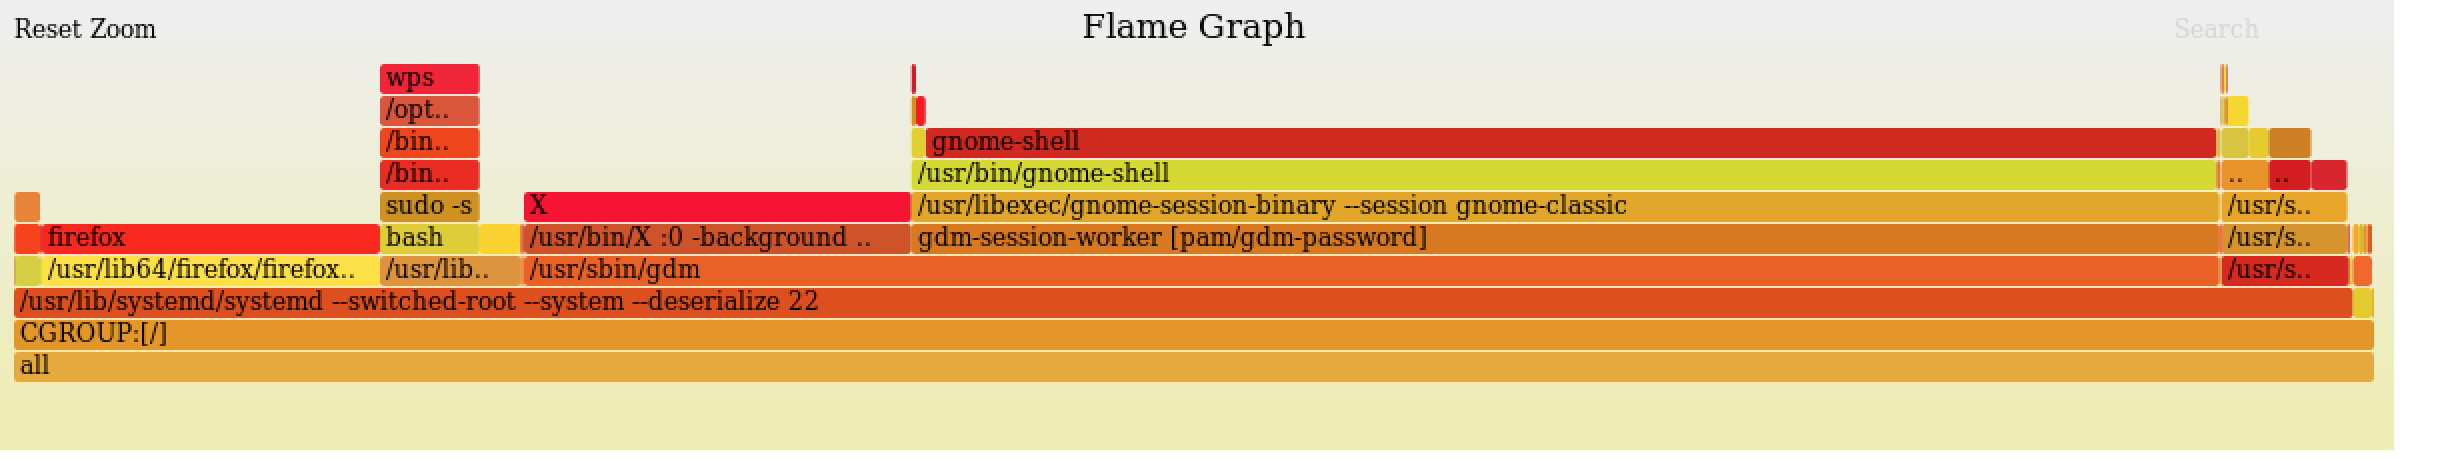 Reset Zoom Flame Graph Search
wps
/opt..
/bin.. gnome-shell
/bin.. /usr/bin/gnome-shell .. ..
sudo -s X /usr/libexec/gnome-session-binary --session gnome-classic /usr/s..
firefox bash /usr/bin/X :0 -background .. gdm-session-worker [pam/gdm-password] /usr/s..
/usr/lib64/firefox/firefox.. /usr/lib.. /usr/sbin/gdm /usr/s..
/usr/lib/systemd/systemd --switched-root --system --deserialize 22
CGROUP:[/]
all